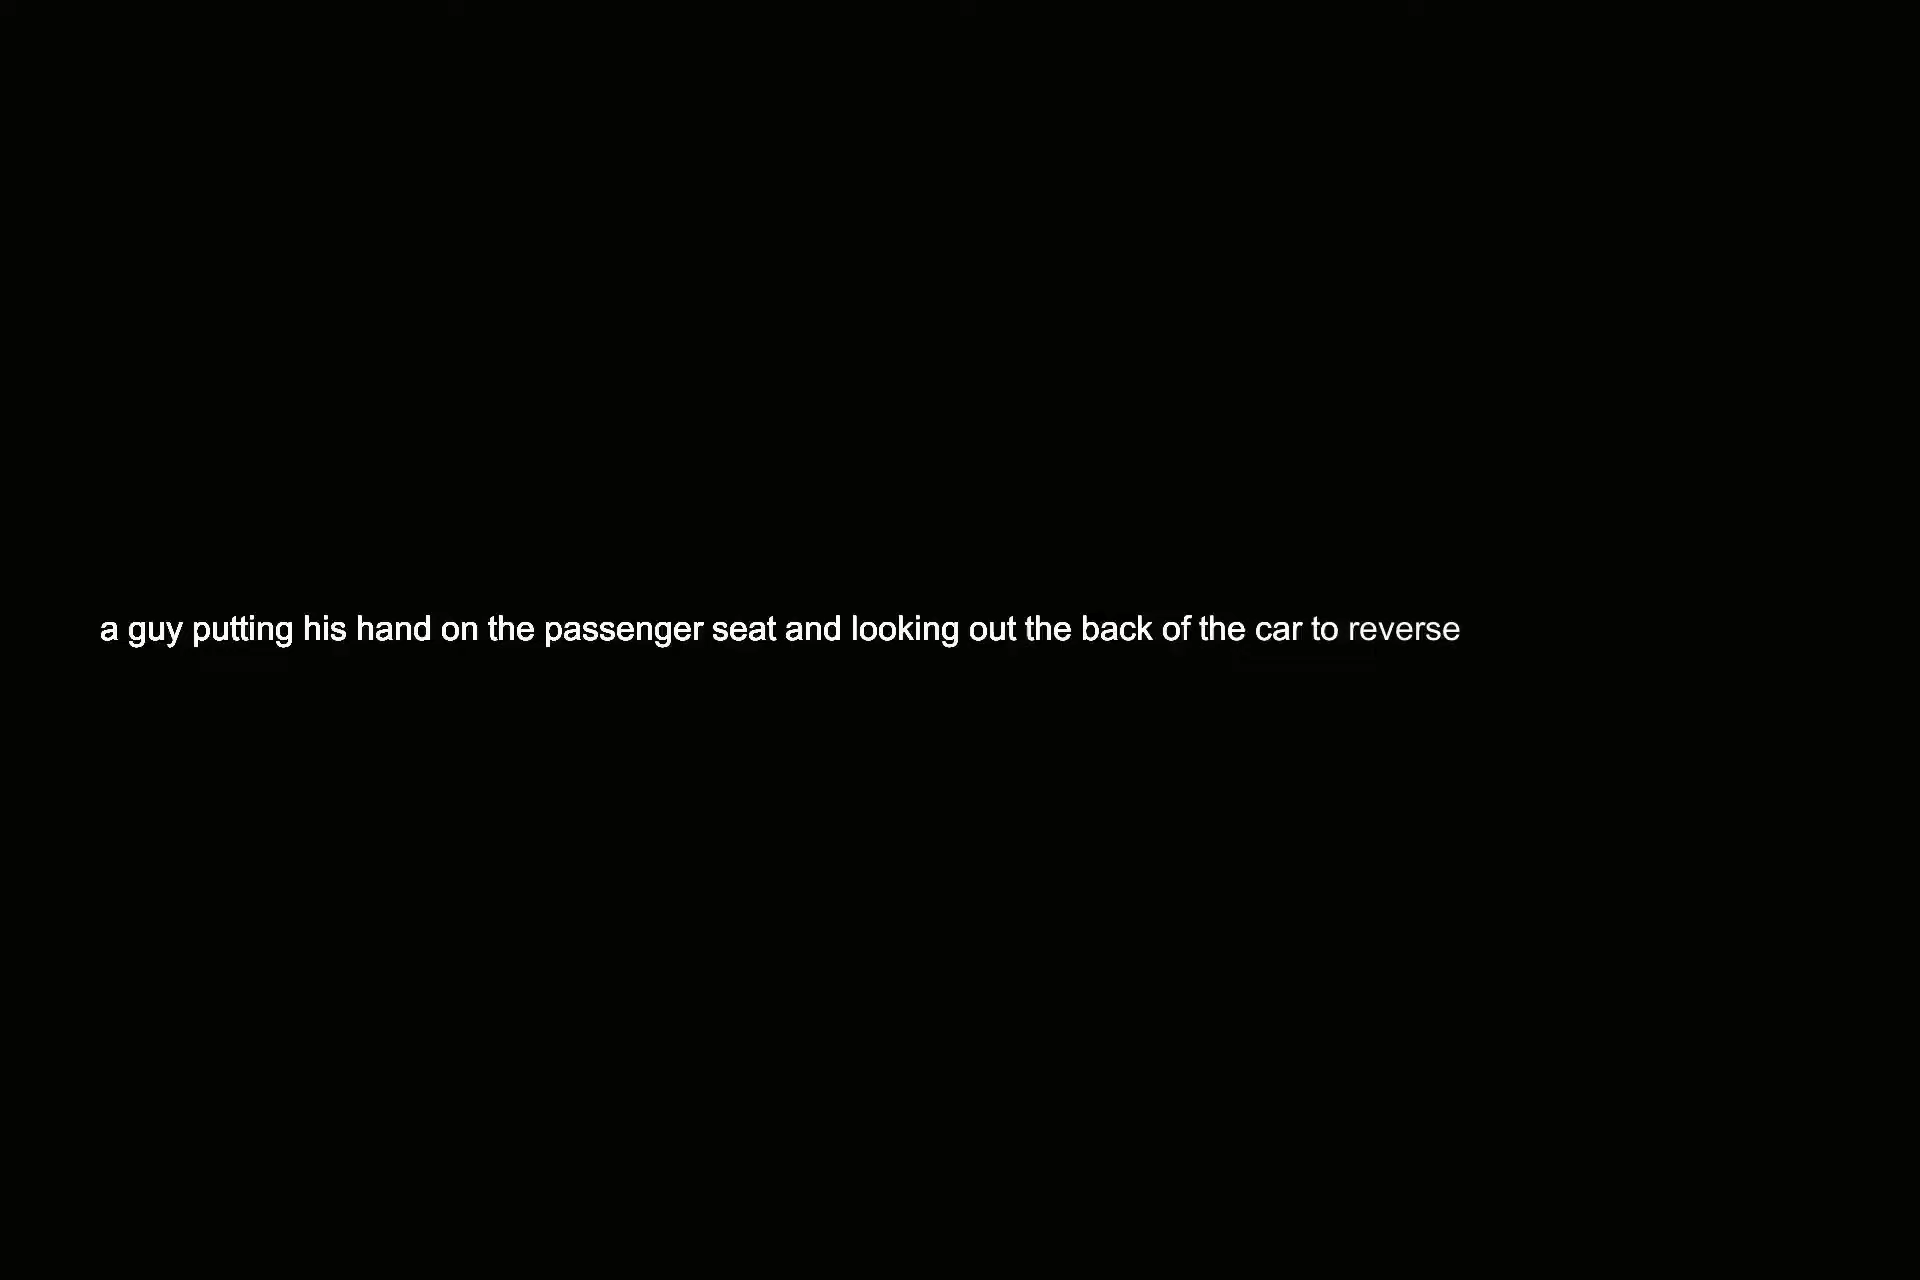 a guy putting his hand on the passenger seat and looking out the back of the car to reverse